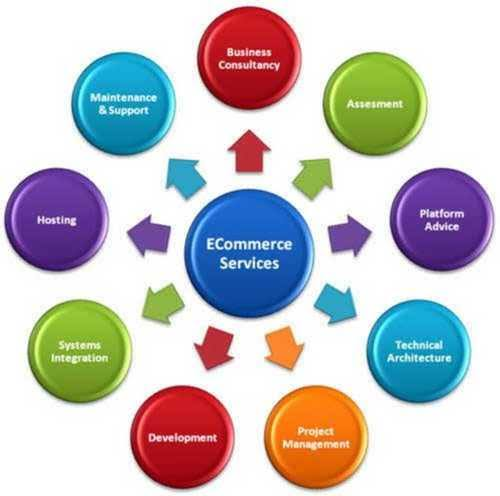 Business
Consultancy
Assesment
Platform
Advice
Technical
Architecture
Project
Management
Development
Systems
Integration
Hosting
Maintenance
& Support
ECommerce
Services